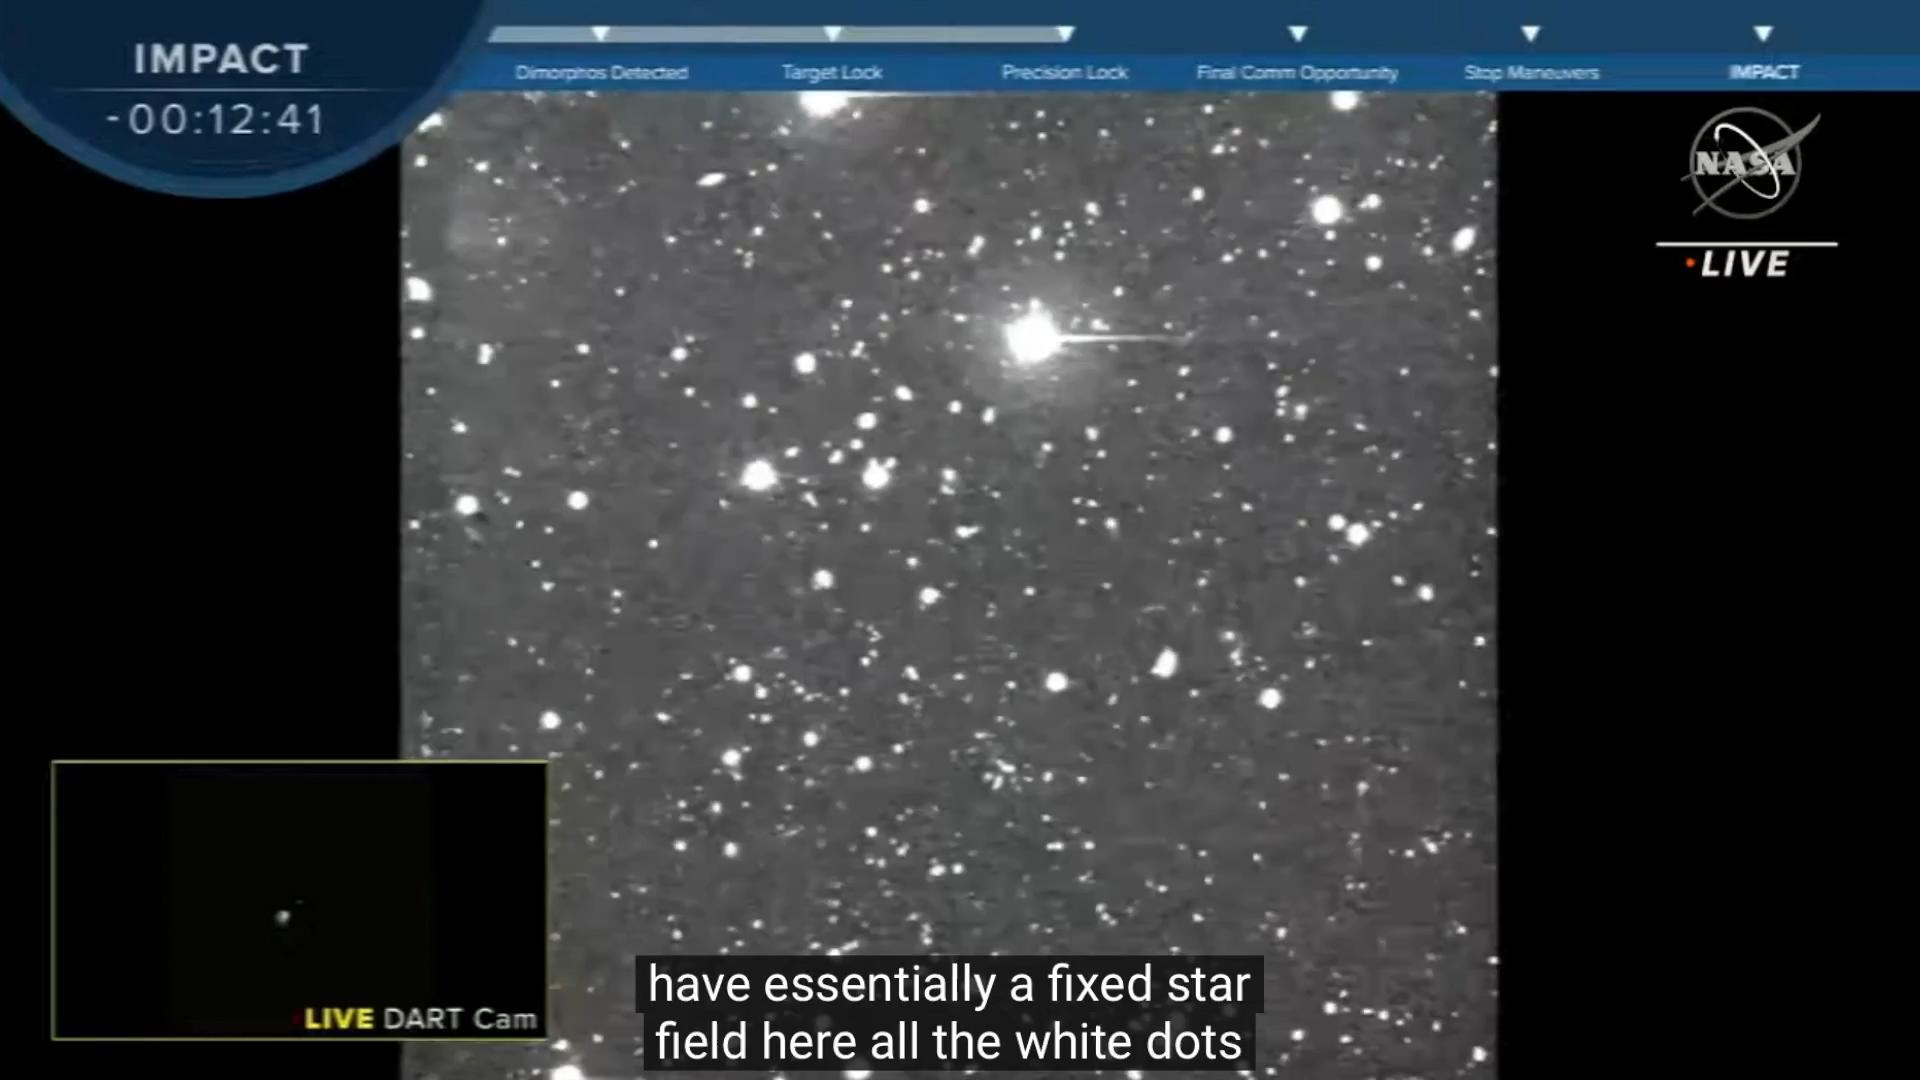 IMPACT
-00:12:41
Dimorphos Detected
Target Lock
Precision Lock
Final Comm Opportunity
Stop Maneuvers
IMPACT
NASA
LIVE
LIVE DART Cam
have essentially a fixed star
field here all the white dots